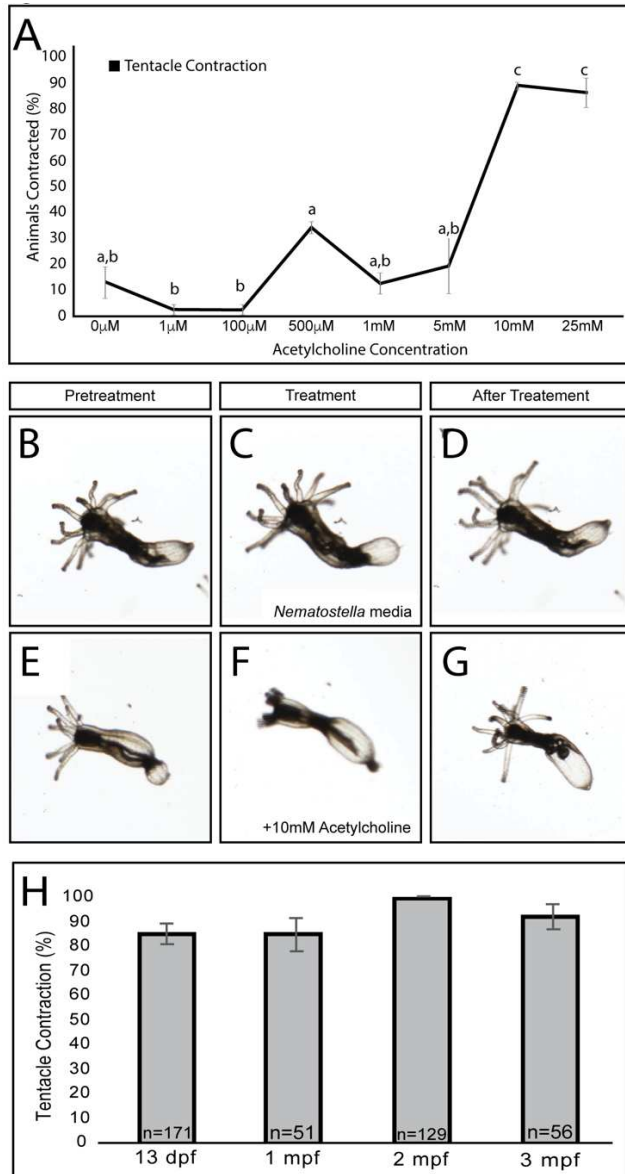 A
100
90
80
70
60
50
40
30
20
10
0
Animals Contracted (%)
Tentacle Contraction
a,b
b
b
a
a,b
a,b
c
c
0μM 1μM 100μM 500μM 1mM 5mM 10mM 25mM
Acetylcholine Concentration
Pretreatment
Treatment
After Treatement
B
C
D
Nematostella media
E
F
G
+10mM Acetylcholine
H
100
90
80
70
60
50
40
30
20
10
0
Tentacle Contraction (%)
n=171 n=51 n=129 n=56
13 dpf 1 mpf 2 mpf 3 mpf